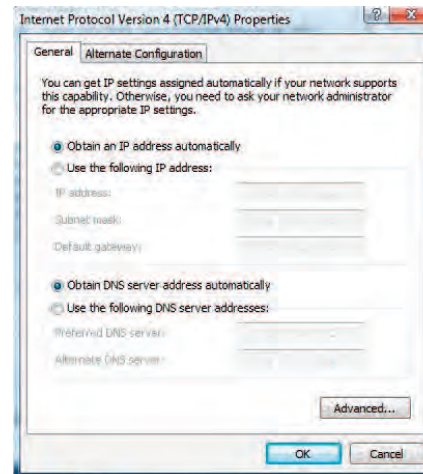 Internet Protocol Version 4 (TCP/IPv4) Properties
General
Alternate Configuration
You can get IP settings assigned automatically if your network supports
this capability. Otherwise, you need to ask your network administrator
for the appropriate IP settings.
Obtain an IP address automatically
Use the following IP address:
IP address:
Subnet mask:
Default gateway:
Obtain DNS server address automatically
Use the following DNS server addresses:
Preferred DNS server:
Alternate DNS server:
Advanced...
OK
Cancel